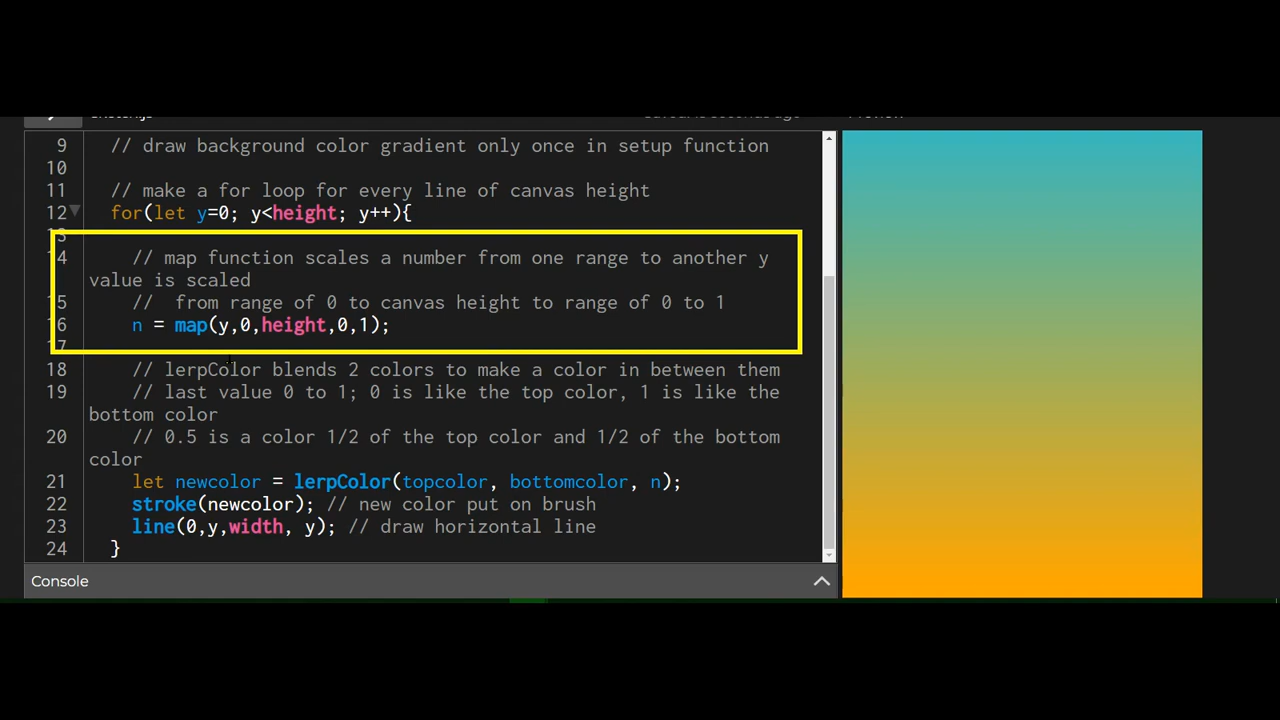 9 // draw background color gradient only once in setup function
10
11 // make a for loop for every line of canvas height
12 for(let y=0; y<height; y++){
13
14 // map function scales a number from one range to another y
value is scaled
15 //  from range of 0 to canvas height to range of 0 to 1
16 n = map(y,0,height,0,1);
17
18 // lerpColor blends 2 colors to make a color in between them
19 // last value 0 to 1; 0 is like the top color, 1 is like the
bottom color
20 // 0.5 is a color 1/2 of the top color and 1/2 of the bottom
color
21 let newcolor = lerpColor(topcolor, bottomcolor, n);
22 stroke(newcolor); // new color put on brush
23 line(0,y,width, y); // draw horizontal line
24 }
Console